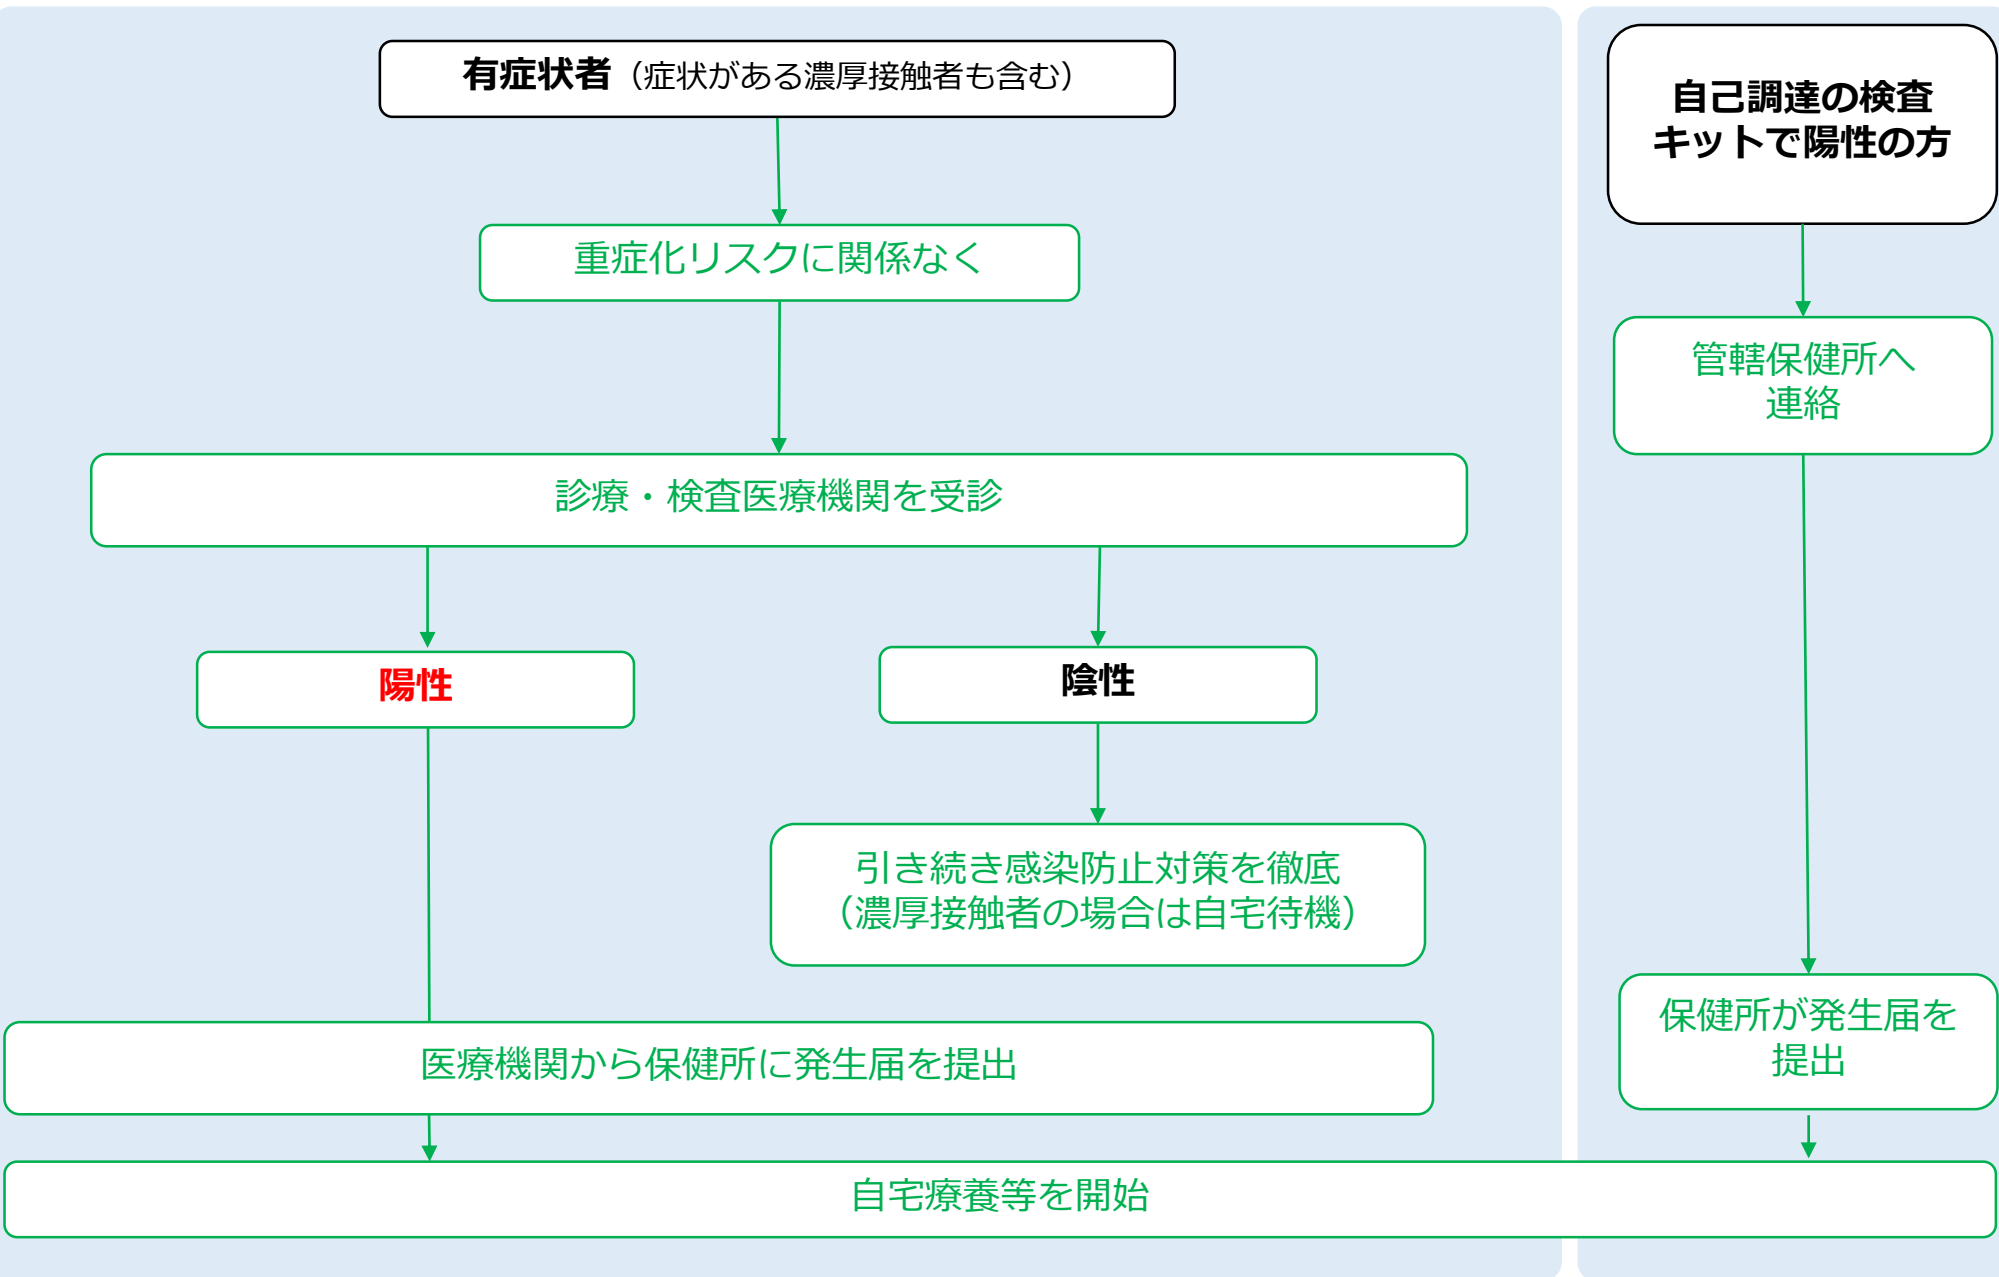 有症状者（症状がある濃厚接触者も含む）
重症化リスクに関係なく
診療・検査医療機関を受診
陽性
陰性
引き続き感染防止対策を徹底
（濃厚接触者の場合は自宅待機）
医療機関から保健所に発生届を提出
自己調達の検査
キットで陽性の方
管轄保健所へ
連絡
保健所が発生届を
提出
自宅療養等を開始